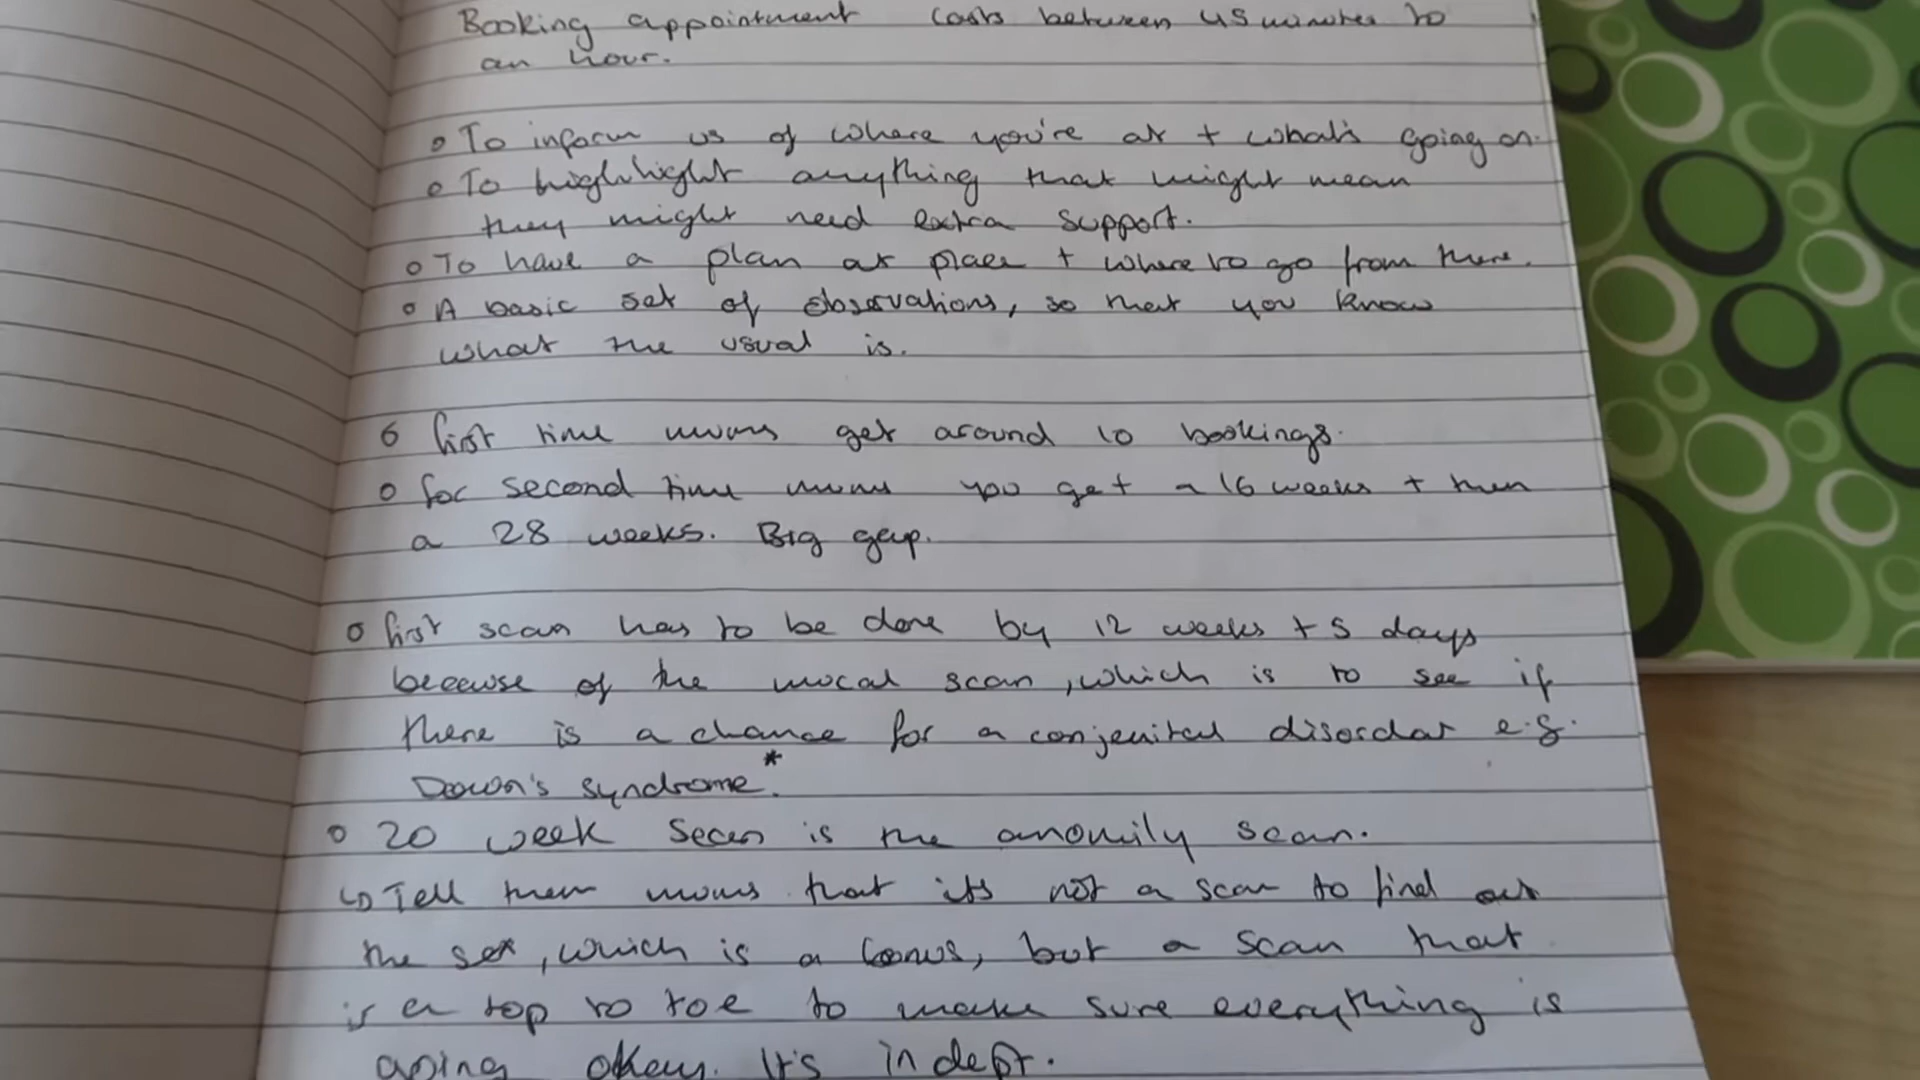 Booking appointment lasts between 45 minutes to
an hour.
o To inform us of where you're at + what's going on.
o To highlight anything that might mean
they might need extra support.
o To have a plan at place + where to go from there.
o A basic set of observations, so that you know
what the usual is.
o first time mums get around 10 bookings.
o for second time mums you get a 16 weeks + then
a 28 weeks. Big gap.
o first scan has to be done by 12 weeks + 5 days
because of the nucal scan, which is to see if
there is a chance for a conjenital disordar e.g.
Down's syndrome.*
o 20 week scan is the anomily scan.
↳ Tell them mums that its not a scan to find out
the sex, which is a bonus, but a scan that
is a top to toe to make sure everything is
going okay. It's in dept.